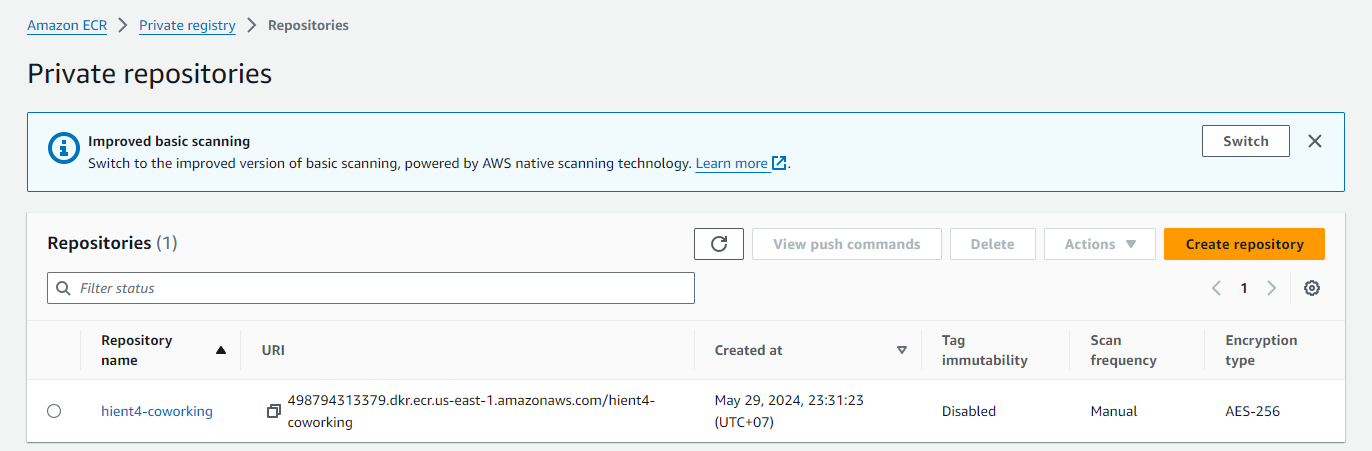 Amazon ECR > Private registry > Repositories
Private repositories
Improved basic scanning
Switch to the improved version of basic scanning, powered by AWS native scanning technology. Learn more.
Switch
Repositories (1)
View push commands
Delete
Actions
Create repository
Filter status
1
Repository name
URI
Created at
Tag immutability
Scan frequency
Encryption type
hient4-coworking
498794313379.dkr.ecr.us-east-1.amazonaws.com/hient4-
coworking
May 29, 2024, 23:31:23
(UTC+07)
Disabled
Manual
AES-256